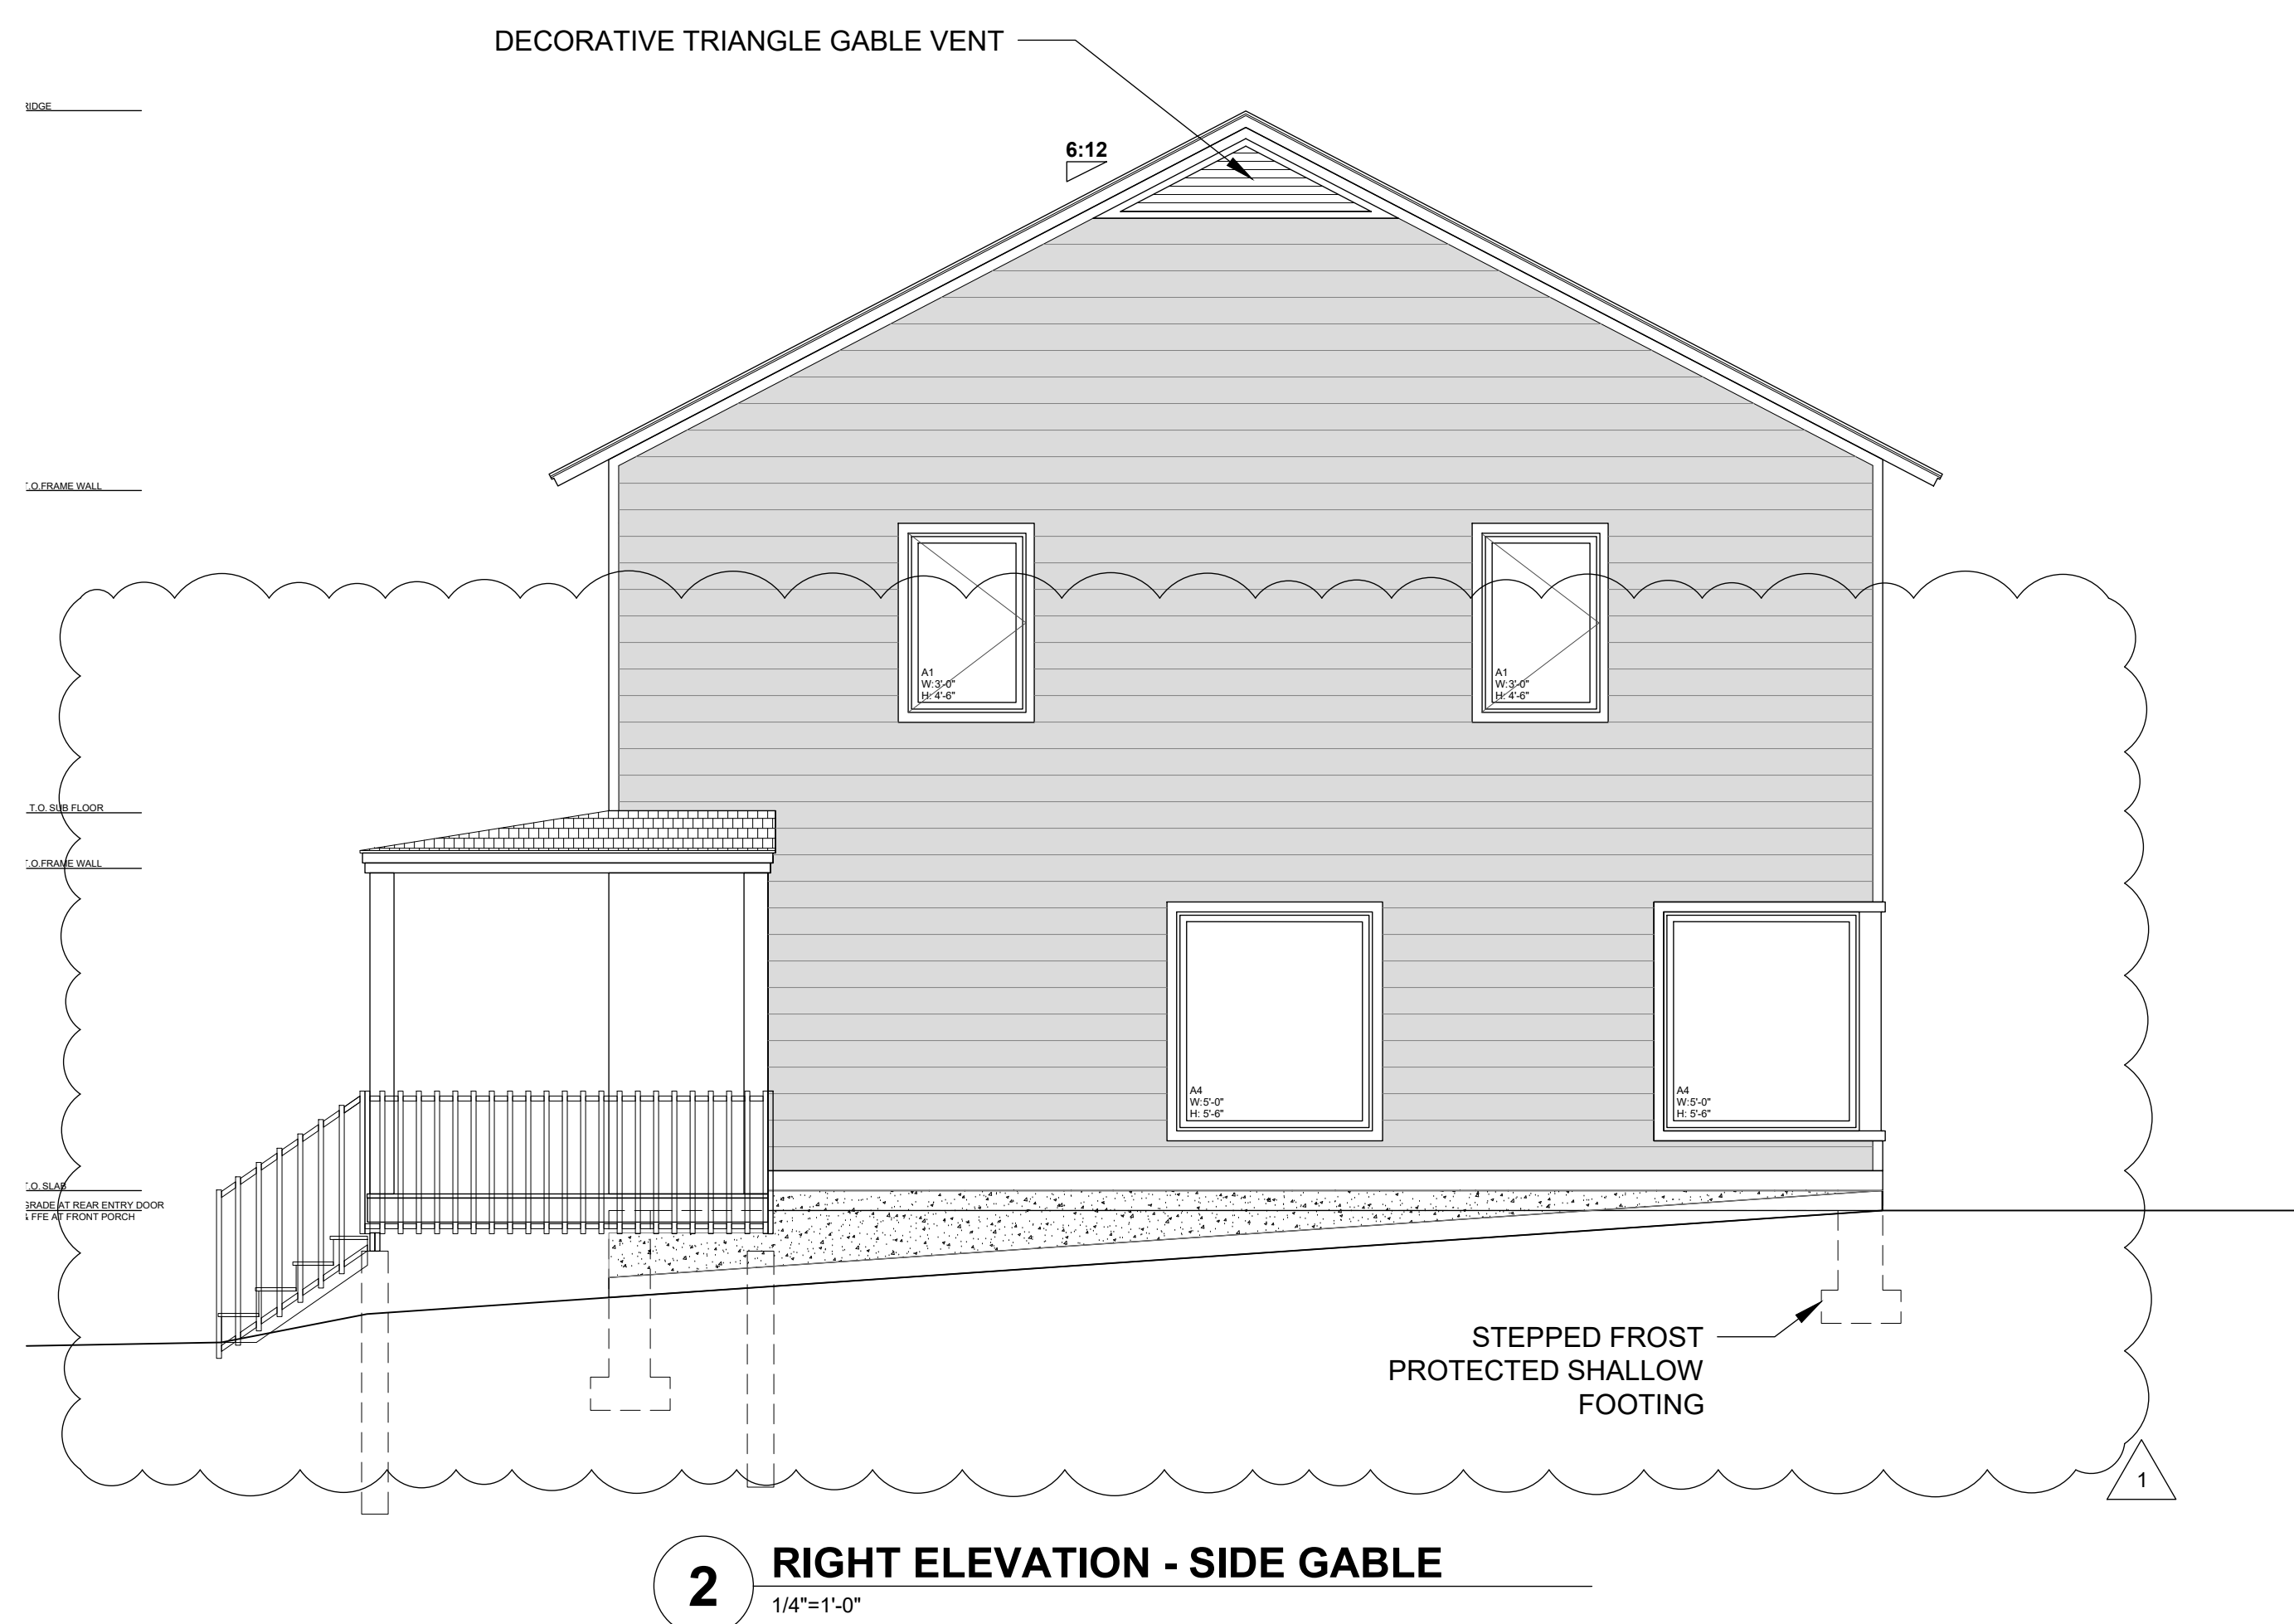 DECORATIVE TRIANGLE GABLE VENT
RIDGE
6:12
T.O.FRAME WALL
A1
W:3'-0"
H: 4'-6"
A1
W:3'-0"
H: 4'-6"
T.O. SUB FLOOR
T.O.FRAME WALL
A4
W:5'-0"
H: 5'-6"
A4
W:5'-0"
H: 5'-6"
T.O. SLAB
GRADE AT REAR ENTRY DOOR
& FFE AT FRONT PORCH
STEPPED FROST
PROTECTED SHALLOW
FOOTING
1
2
RIGHT ELEVATION - SIDE GABLE
1/4"=1'-0"